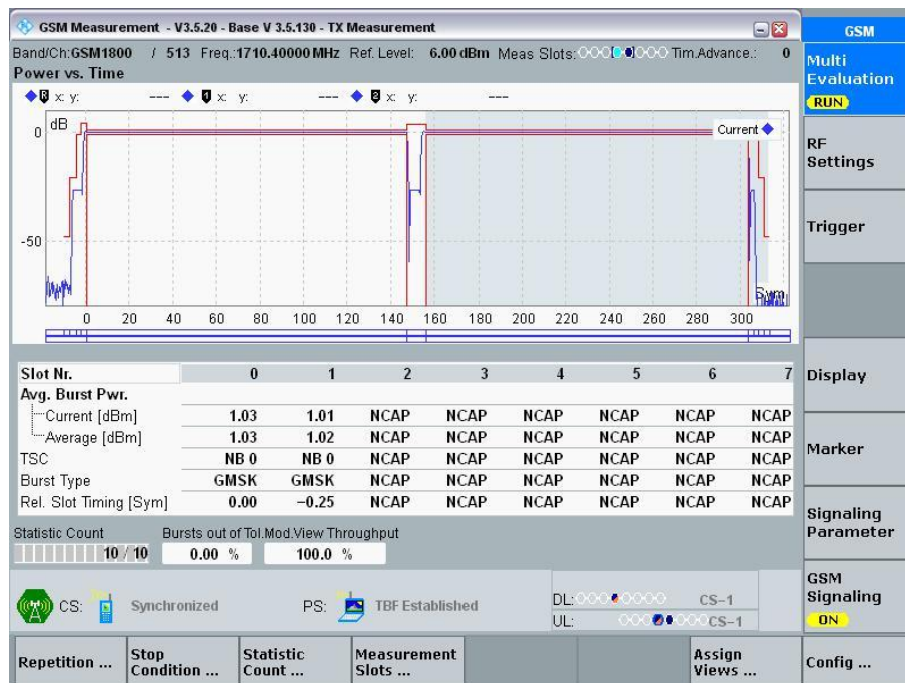 GSM Measurement - V3.5.20 - Base V 3.5.130 - TX Measurement
GSM
Band/Ch:GSM1800 / 513 Freq.:1710.40000 MHz Ref. Level: 6.00 dBm Meas Slots: Tim.Advance.: 0
Power vs. Time
Multi
Evaluation
RUN
R x: y: --- 1 x: y: --- 2 x: y: ---
dB
Current
0
-50
Sym
0 20 40 60 80 100 120 140 160 180 200 220 240 260 280 300
RF
Settings
Trigger
Slot Nr. 0 1 2 3 4 5 6 7
Avg. Burst Pwr.
Current [dBm] 1.03 1.01 NCAP NCAP NCAP NCAP NCAP NCAP
Average [dBm] 1.03 1.02 NCAP NCAP NCAP NCAP NCAP NCAP
TSC NB 0 NB 0 NCAP NCAP NCAP NCAP NCAP NCAP
Burst Type GMSK GMSK NCAP NCAP NCAP NCAP NCAP NCAP
Rel. Slot Timing [Sym] 0.00 −0.25 NCAP NCAP NCAP NCAP NCAP NCAP
Display
Marker
Statistic Count Bursts out of Tol.Mod.View Throughput
10 / 10 0.00 % 100.0 %
Signaling
Parameter
CS: Synchronized PS: TBF Established
DL: CS−1
UL: CS−1
GSM
Signaling
ON
Repetition ...
Stop
Condition ...
Statistic
Count ...
Measurement
Slots ...
Assign
Views ...
Config ...